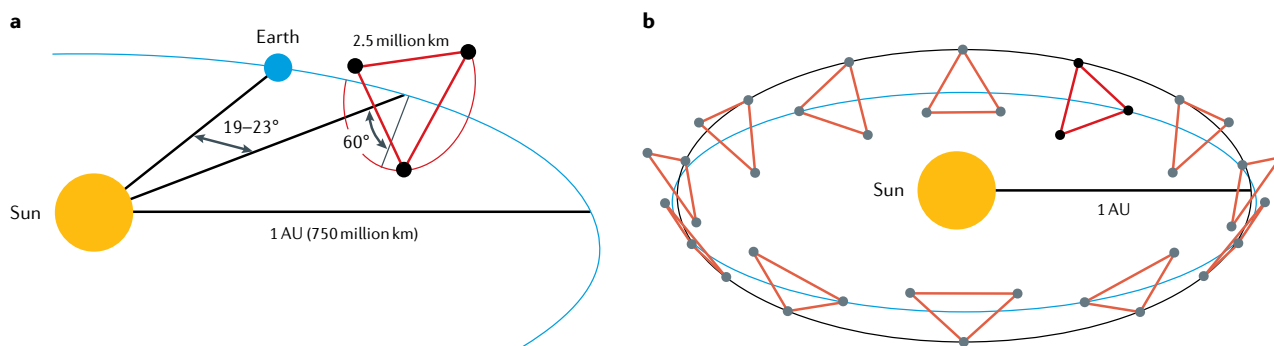 a
Earth
2.5 million km
19–23°
60°
Sun
1 AU (750 million km)
b
Sun
1 AU